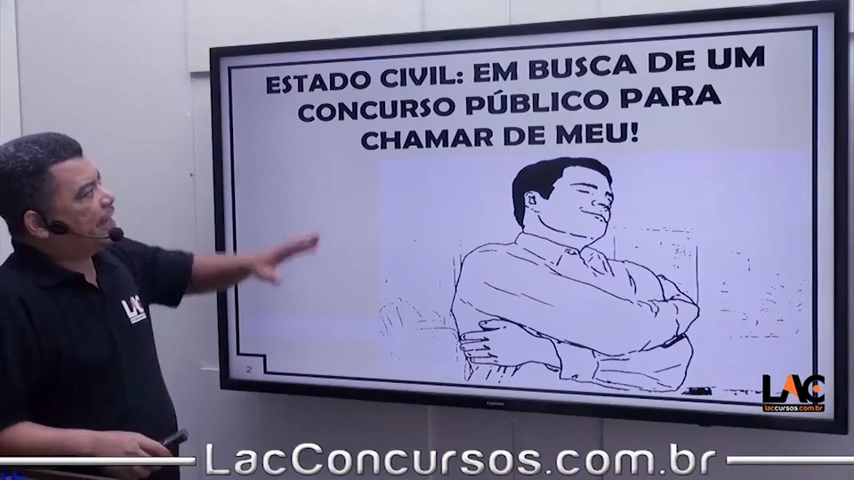 ESTADO CIVIL: EM BUSCA DE UM
CONCURSO PÚBLICO PARA
CHAMAR DE MEU!
LAC
2
LAC
laccursos.com.br
LacConcursos.com.br